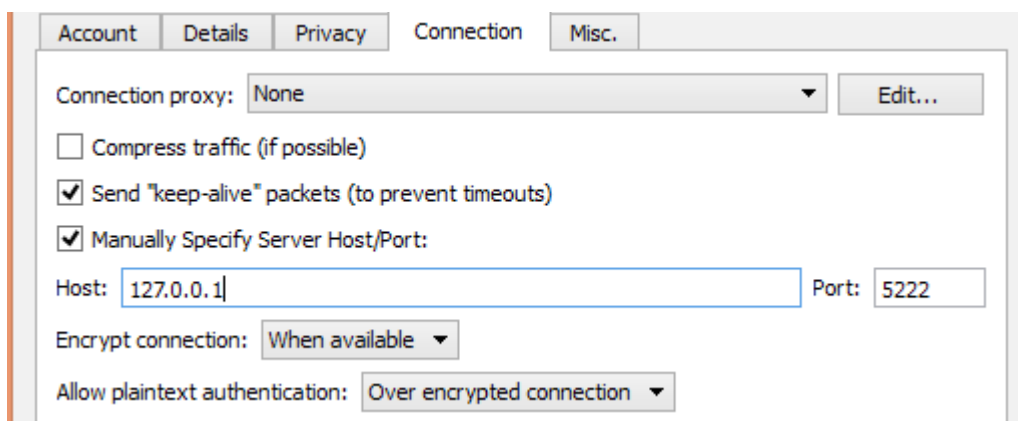 Account Details Privacy Connection Misc.
Connection proxy: None Edit...
Compress traffic (if possible)
Send "keep-alive" packets (to prevent timeouts)
Manually Specify Server Host/Port:
Host: 127.0.0.1 Port: 5222
Encrypt connection: When available
Allow plaintext authentication: Over encrypted connection